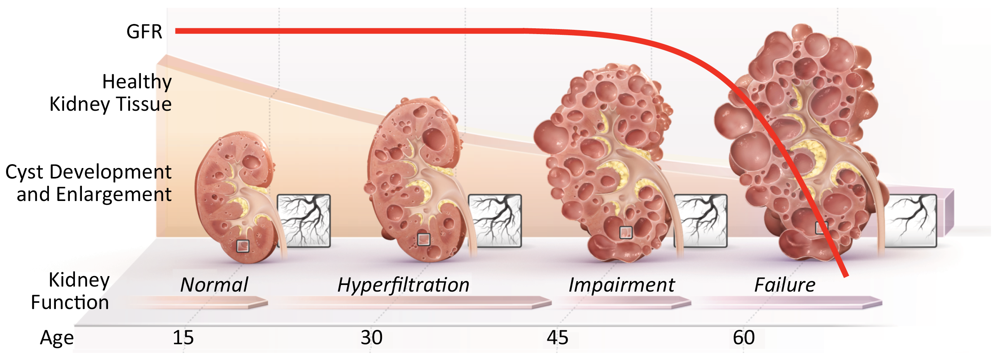 GFR
Healthy
Kidney Tissue
Cyst Development
and Enlargement
Kidney
Function
Normal
Hyperfiltration
Impairment
Failure
Age
15
30
45
60